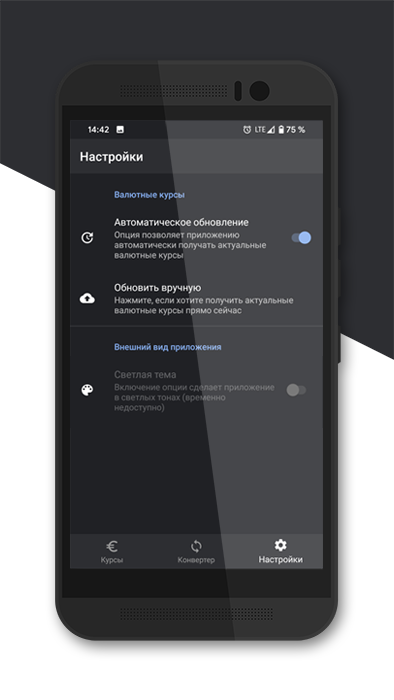 14:42 LTE 75 %
Настройки
Валютные курсы
Автоматическое обновление
Опция позволяет приложению
автоматически получать актуальные
валютные курсы
Обновить вручную
Нажмите, если хотите получить актуальные
валютные курсы прямо сейчас
Внешний вид приложения
Светлая тема
Включение опции сделает приложение
в светлых тонах (временно
недоступно)
Курсы Конвертер Настройки